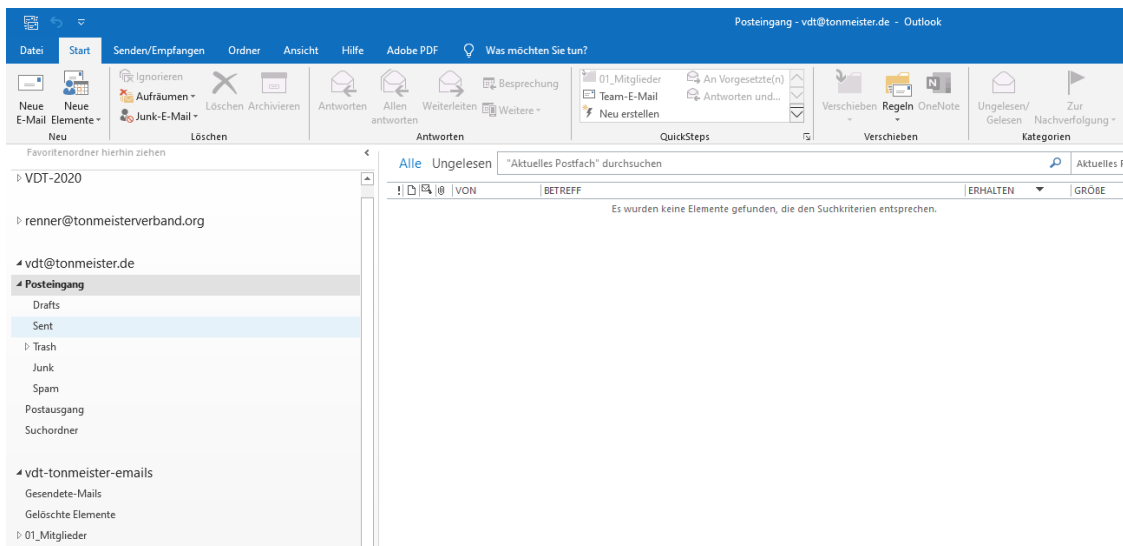 Posteingang - vdt@tonmeister.de - Outlook
Datei Start Senden/Empfangen Ordner Ansicht Hilfe Adobe PDF Was möchten Sie tun?
Neue E-Mail
Neue Elemente
Ignorieren
Aufräumen
Junk-E-Mail
Löschen Archivieren
Antworten
Allen antworten
Weiterleiten
Besprechung
Weitere
01_Mitglieder
Team-E-Mail
Neu erstellen
An Vorgesetzte(n)
Antworten und...
Verschieben Regeln OneNote
Ungelesen/ Gelesen
Zur Nachverfolgung
Neu Löschen Antworten QuickSteps Verschieben Kategorien
Favoritenordner hierhin ziehen
Alle Ungelesen "Aktuelles Postfach" durchsuchen Aktuelles P
VON BETREFF ERHALTEN GRÖßE
Es wurden keine Elemente gefunden, die den Suchkriterien entsprechen.
VDT-2020
renner@tonmeisterverband.org
vdt@tonmeister.de
Posteingang
Drafts
Sent
Trash
Junk
Spam
Postausgang
Suchordner
vdt-tonmeister-emails
Gesendete-Mails
Gelöschte Elemente
01_Mitglieder